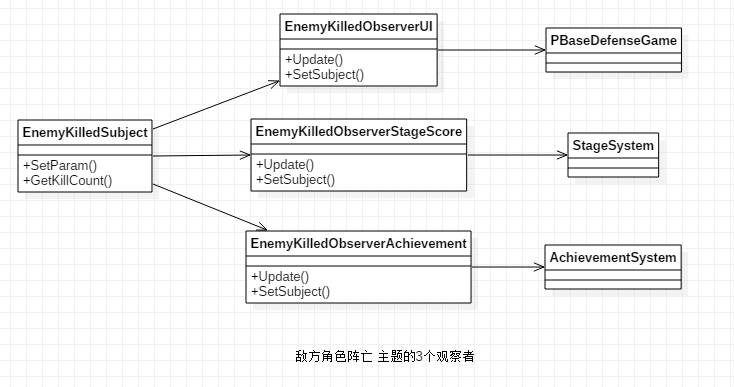 EnemyKilledObserverUI
+Update()
+SetSubject()
PBaseDefenseGame
EnemyKilledSubject
+SetParam()
+GetKillCount()
EnemyKilledObserverStageScore
+Update()
+SetSubject()
StageSystem
EnemyKilledObserverAchievement
+Update()
+SetSubject()
AchievementSystem
敌方角色阵亡 主题的3个观察者